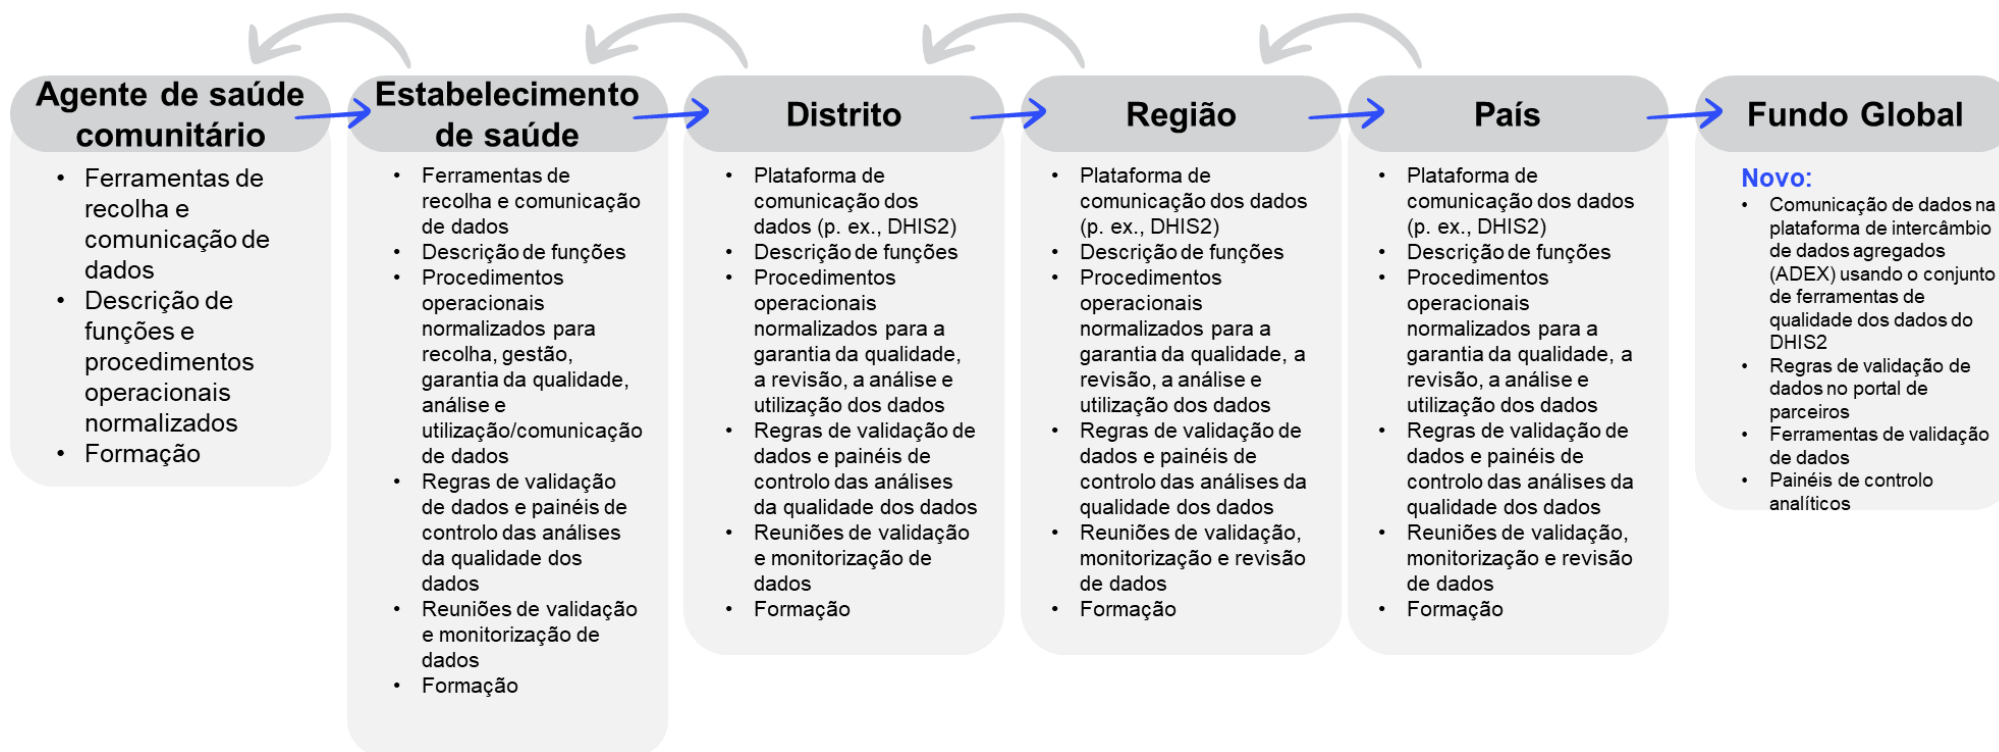 Agente de saúde
comunitário
• Ferramentas de
recolha e
comunicação de
dados
• Descrição de
funções e
procedimentos
operacionais
normalizados
• Formação
Estabelecimento
de saúde
• Ferramentas de
recolha e comunicação
de dados
• Descrição de funções
• Procedimentos
operacionais
normalizados para
recolha, gestão,
garantia da qualidade,
análise e
utilização/comunicação
de dados
• Regras de validação
de dados e painéis de
controlo das análises
da qualidade dos
dados
• Reuniões de validação
e monitorização de
dados
• Formação
Distrito
• Plataforma de
comunicação dos
dados (p. ex., DHIS2)
• Descrição de funções
• Procedimentos
operacionais
normalizados para a
garantia da qualidade,
a revisão, a análise e
utilização dos dados
• Regras de validação de
dados e painéis de
controlo das análises
da qualidade dos dados
• Reuniões de validação
e monitorização de
dados
• Formação
Região
• Plataforma de
comunicação dos dados
(p. ex., DHIS2)
• Descrição de funções
• Procedimentos
operacionais
normalizados para a
garantia da qualidade, a
revisão, a análise e
utilização dos dados
• Regras de validação de
dados e painéis de
controlo das análises da
qualidade dos dados
• Reuniões de validação,
monitorização e revisão
de dados
• Formação
País
• Plataforma de
comunicação dos dados
(p. ex., DHIS2)
• Descrição de funções
• Procedimentos
operacionais
normalizados para a
garantia da qualidade, a
revisão, a análise e
utilização dos dados
• Regras de validação de
dados e painéis de
controlo das análises da
qualidade dos dados
• Reuniões de validação,
monitorização e revisão
de dados
• Formação
Fundo Global
Novo:
• Comunicação de dados na
plataforma de intercâmbio
de dados agregados
(ADEX) usando o conjunto
de ferramentas de
qualidade dos dados do
DHIS2
• Regras de validação de
dados no portal de
parceiros
• Ferramentas de validação
de dados
• Painéis de controlo
analíticos